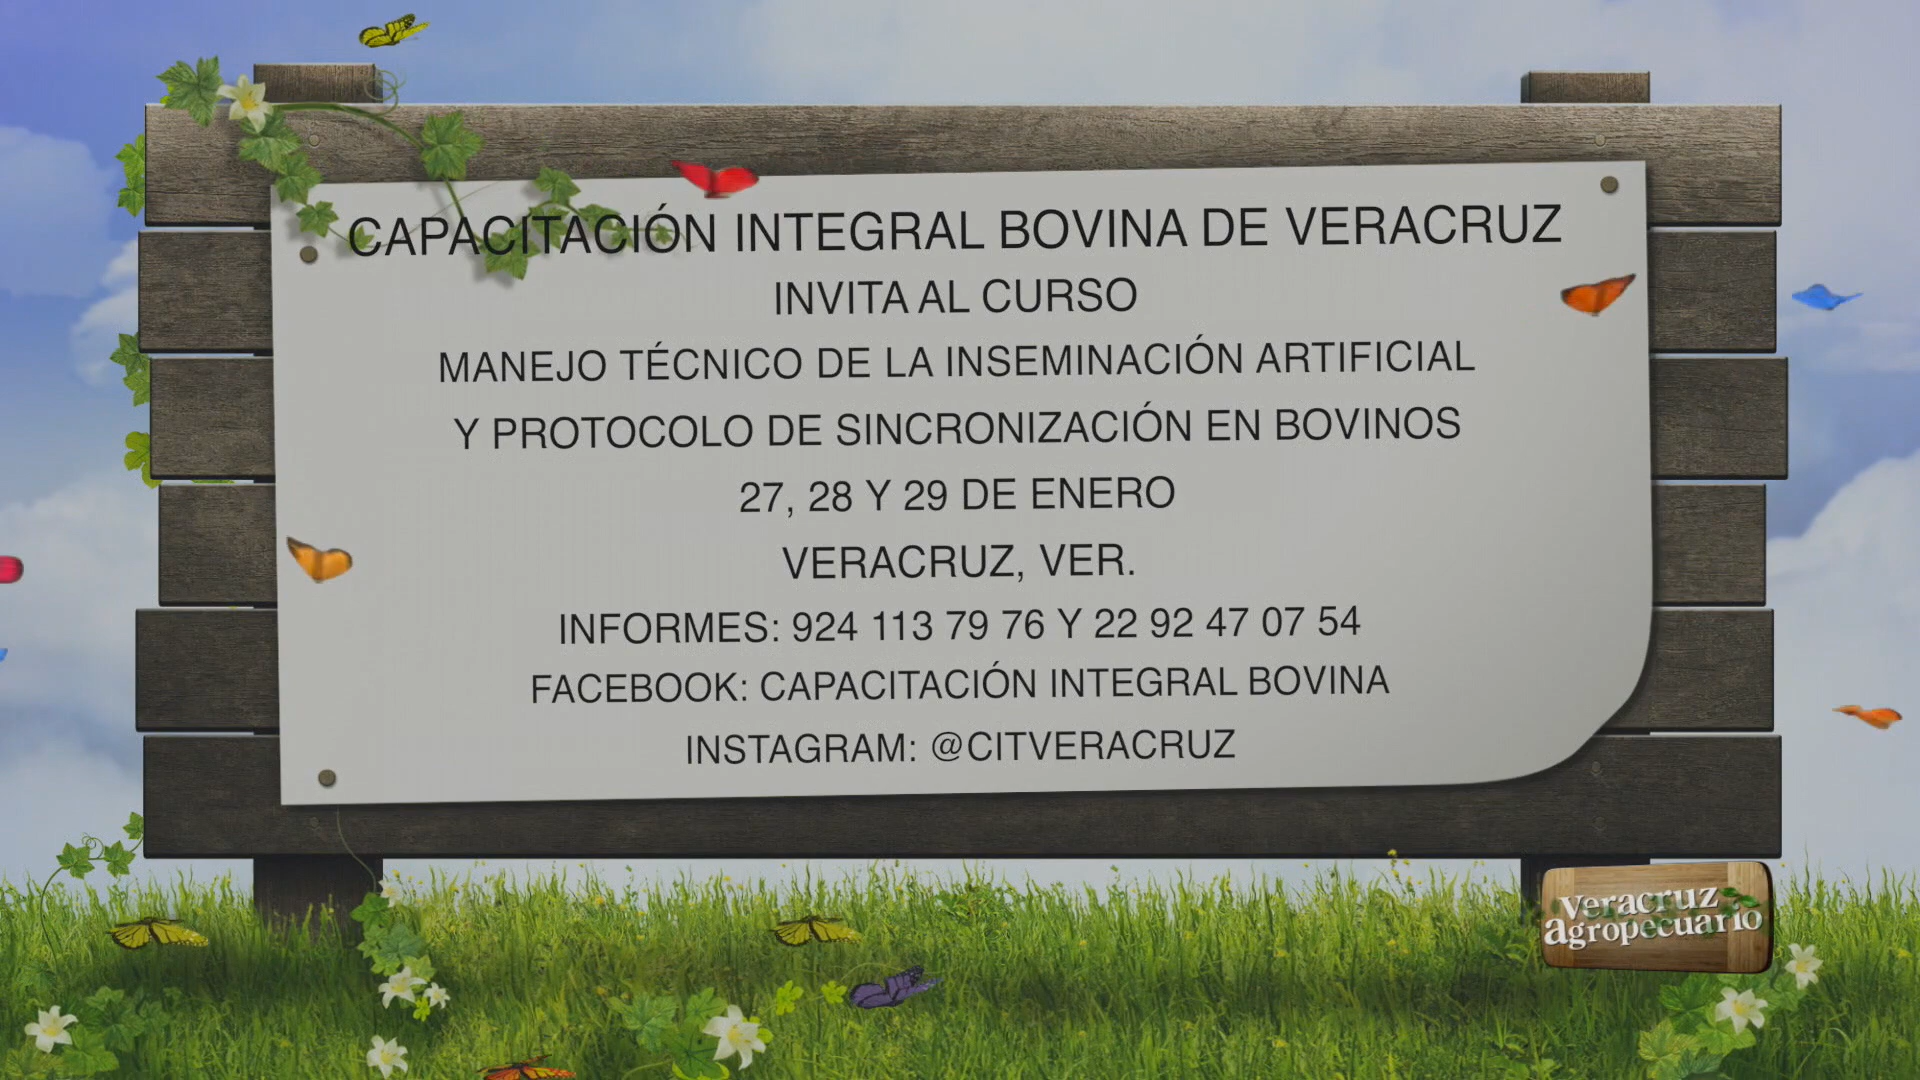 CAPACITACIÓN INTEGRAL BOVINA DE VERACRUZ
INVITA AL CURSO
MANEJO TÉCNICO DE LA INSEMINACIÓN ARTIFICIAL
Y PROTOCOLO DE SINCRONIZACIÓN EN BOVINOS
27, 28 Y 29 DE ENERO
VERACRUZ, VER.
INFORMES: 924 113 79 76 Y 22 92 47 07 54
FACEBOOK: CAPACITACIÓN INTEGRAL BOVINA
INSTAGRAM: @CITVERACRUZ
veracruz
agropecuario